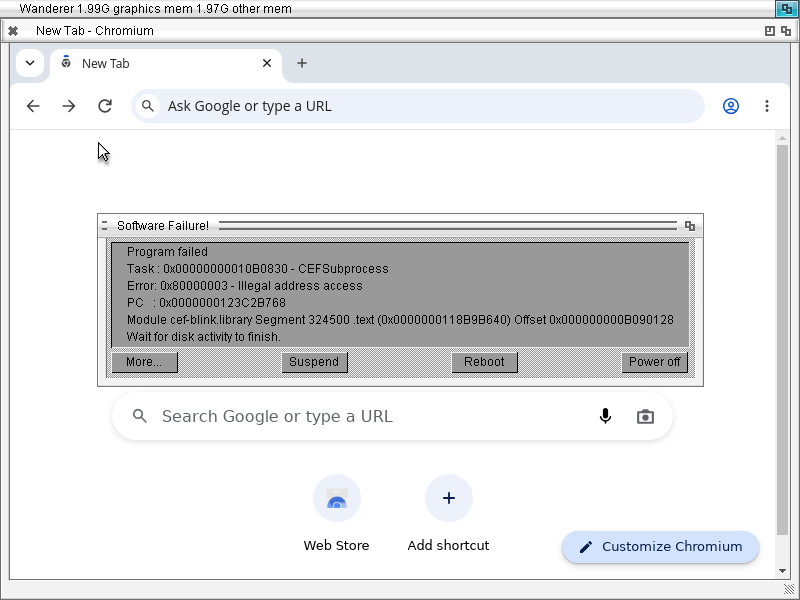 Wanderer 1.99G graphics mem 1.97G other mem
New Tab - Chromium
New Tab
Ask Google or type a URL
Software Failure!
Program failed
Task : 0x00000000010B0830 - CEFSubprocess
Error: 0x80000003 - Illegal address access
PC : 0x0000000123C2B768
Module cef-blink.library Segment 324500 .text (0x0000000118B9B640) Offset 0x000000000B090128
Wait for disk activity to finish.
More... Suspend Reboot Power off
Search Google or type a URL
Web Store Add shortcut
Customize Chromium